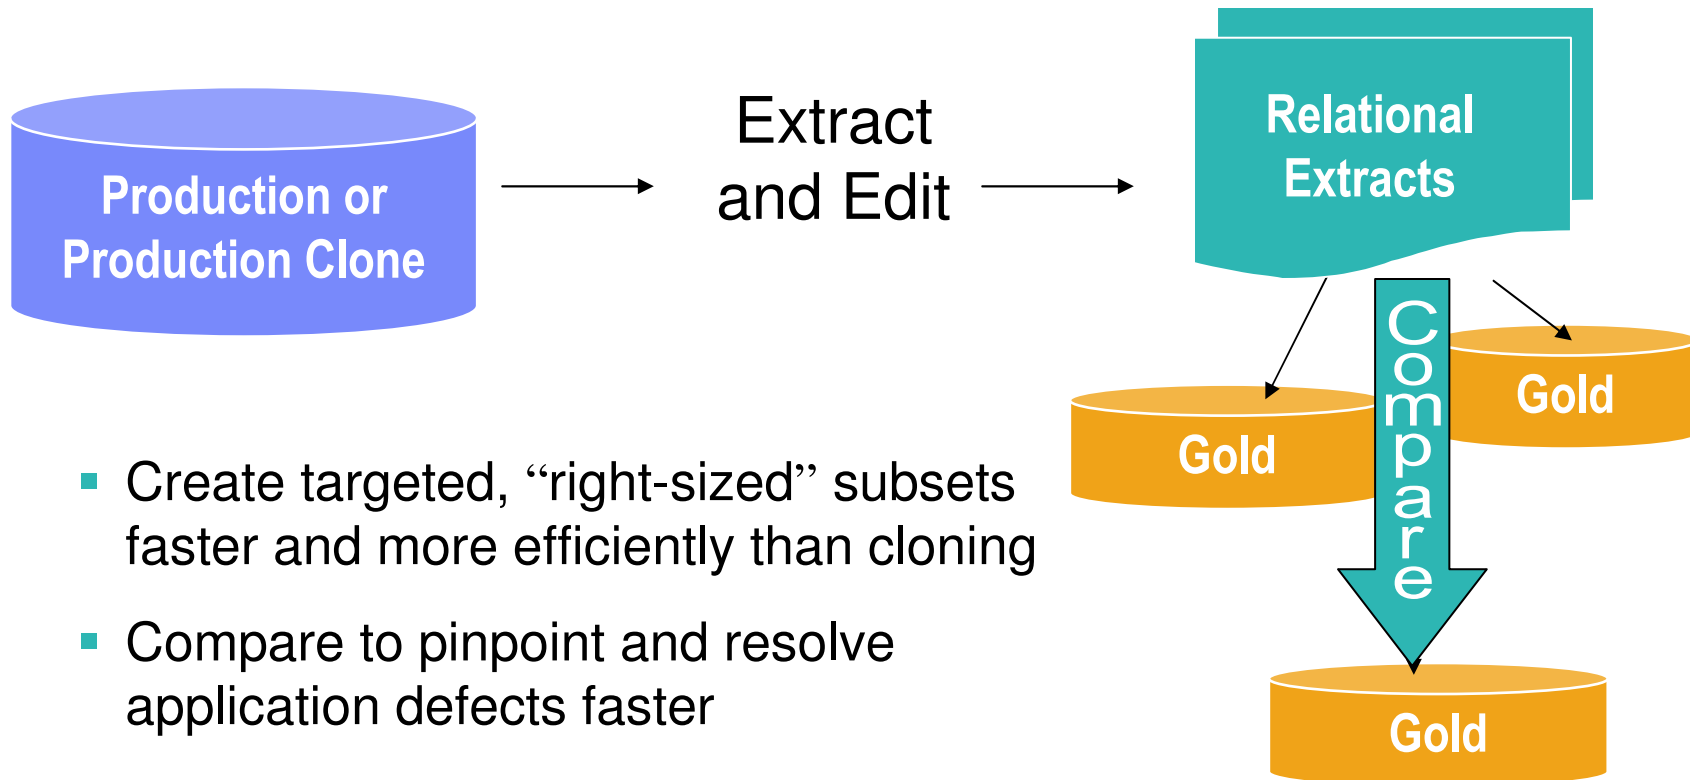 Production or
Production Clone
Extract
and Edit
Relational
Extracts
Compare
Gold
Gold
Gold
▪ Create targeted, “right-sized” subsets
faster and more efficiently than cloning
▪ Compare to pinpoint and resolve
application defects faster